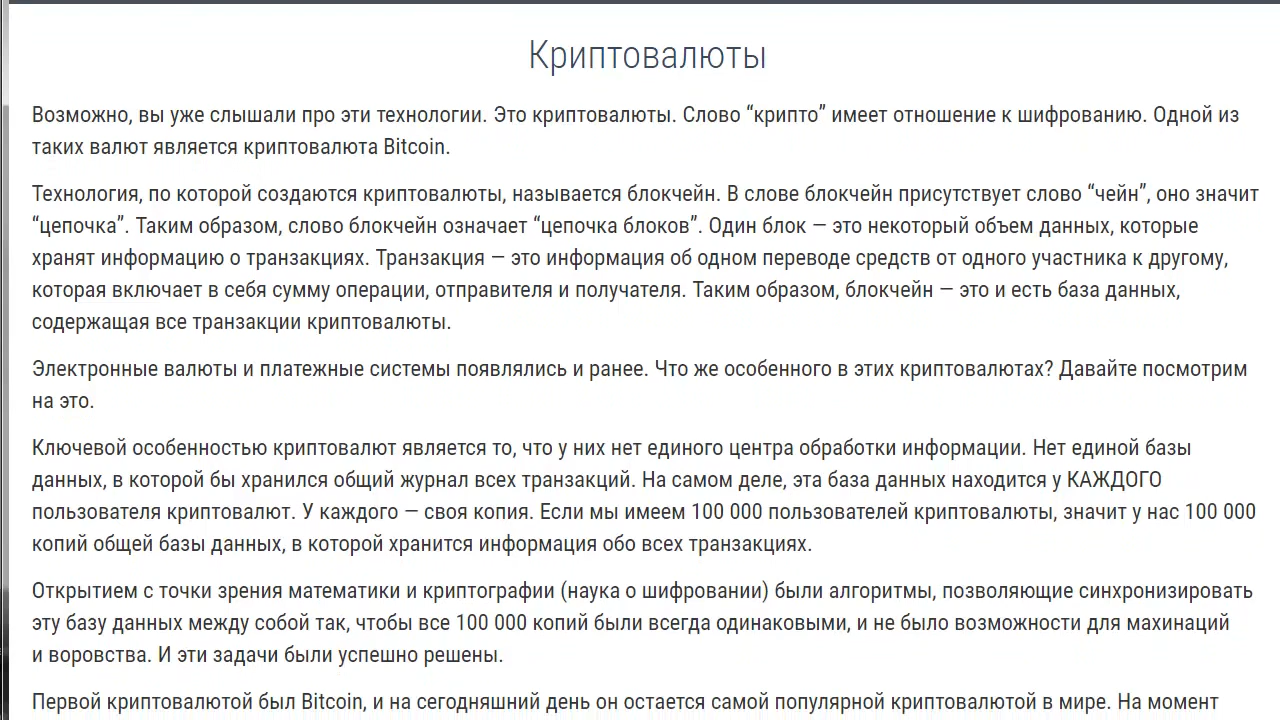 Криптовалюты
Возможно, вы уже слышали про эти технологии. Это криптовалюты. Слово “крипто” имеет отношение к шифрованию. Одной из
таких валют является криптовалюта Bitcoin.
Технология, по которой создаются криптовалюты, называется блокчейн. В слове блокчейн присутствует слово “чейн”, оно значит
“цепочка”. Таким образом, слово блокчейн означает “цепочка блоков”. Один блок — это некоторый объем данных, которые
хранят информацию о транзакциях. Транзакция — это информация об одном переводе средств от одного участника к другому,
которая включает в себя сумму операции, отправителя и получателя. Таким образом, блокчейн — это и есть база данных,
содержащая все транзакции криптовалюты.
Электронные валюты и платежные системы появлялись и ранее. Что же особенного в этих криптовалютах? Давайте посмотрим
на это.
Ключевой особенностью криптовалют является то, что у них нет единого центра обработки информации. Нет единой базы
данных, в которой бы хранился общий журнал всех транзакций. На самом деле, эта база данных находится у КАЖДОГО
пользователя криптовалют. У каждого — своя копия. Если мы имеем 100 000 пользователей криптовалюты, значит у нас 100 000
копий общей базы данных, в которой хранится информация обо всех транзакциях.
Открытием с точки зрения математики и криптографии (наука о шифровании) были алгоритмы, позволяющие синхронизировать
эту базу данных между собой так, чтобы все 100 000 копий были всегда одинаковыми, и не было возможности для махинаций
и воровства. И эти задачи были успешно решены.
Первой криптовалютой был Bitcoin, и на сегодняшний день он остается самой популярной криптовалютой в мире. На момент